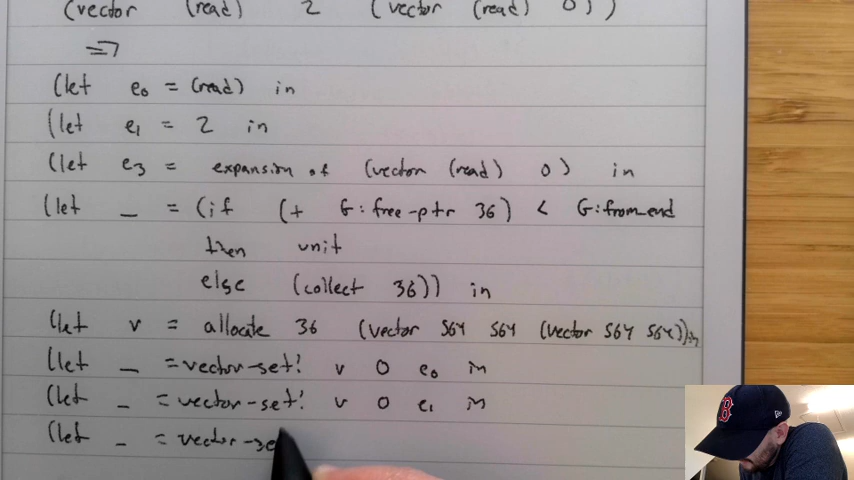 (vector (read) 2 (vector (read) 0))
=>
(let e0 = (read) in
(let e1 = 2 in
(let e3 = expansion of (vector (read) 0) in
(let _ = (if (+ G:free-ptr 36) < G:from_end
then unit
else (collect 36)) in
(let v = allocate 36 (vector S64 S64 (vector S64 S64)) in
(let _ = vector-set! v 0 e0 in
(let _ = vector-set! v 0 e1 in
(let _ = vector-se
B